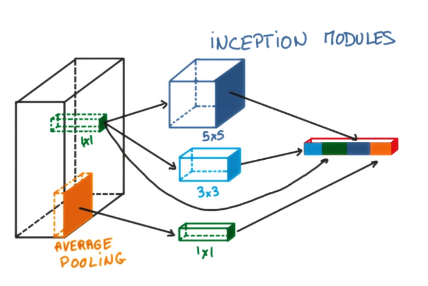 INCEPTION MODULES
1x1
5x5
3x3
1x1
AVERAGE
POOLING